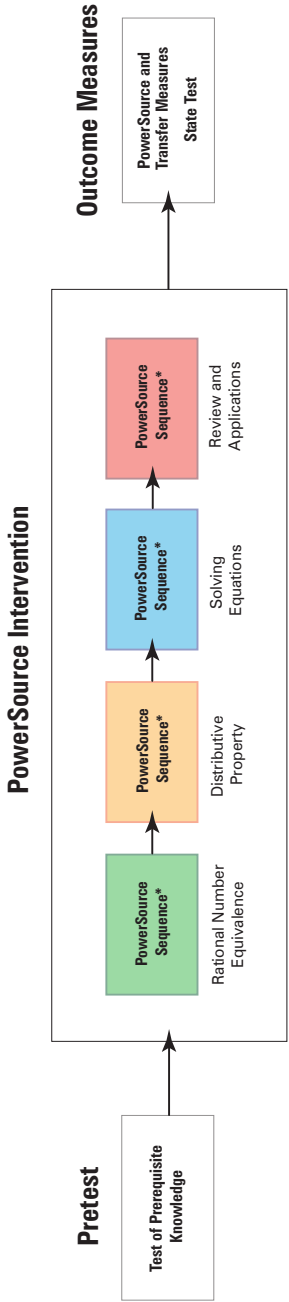 PowerSource Intervention
Pretest
Outcome Measures
Test of Prerequisite
Knowledge
PowerSource
Sequence*
Rational Number
Equivalence
PowerSource
Sequence*
Distributive
Property
PowerSource
Sequence*
Solving
Equations
PowerSource
Sequence*
Review and
Applications
PowerSource and
Transfer Measures
State Test